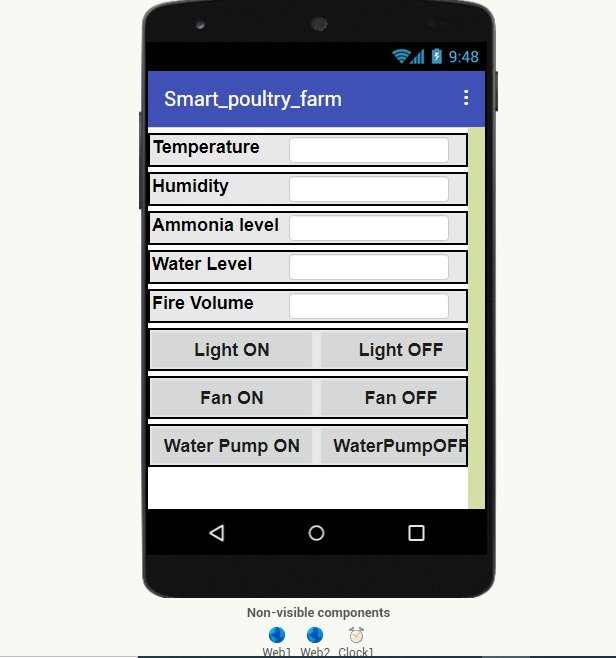 9:48
Smart_poultry_farm
Temperature
Humidity
Ammonia level
Water Level
Fire Volume
Light ON Light OFF
Fan ON Fan OFF
Water Pump ON WaterPumpOFF
Non-visible components
Web1 Web2 Clock1